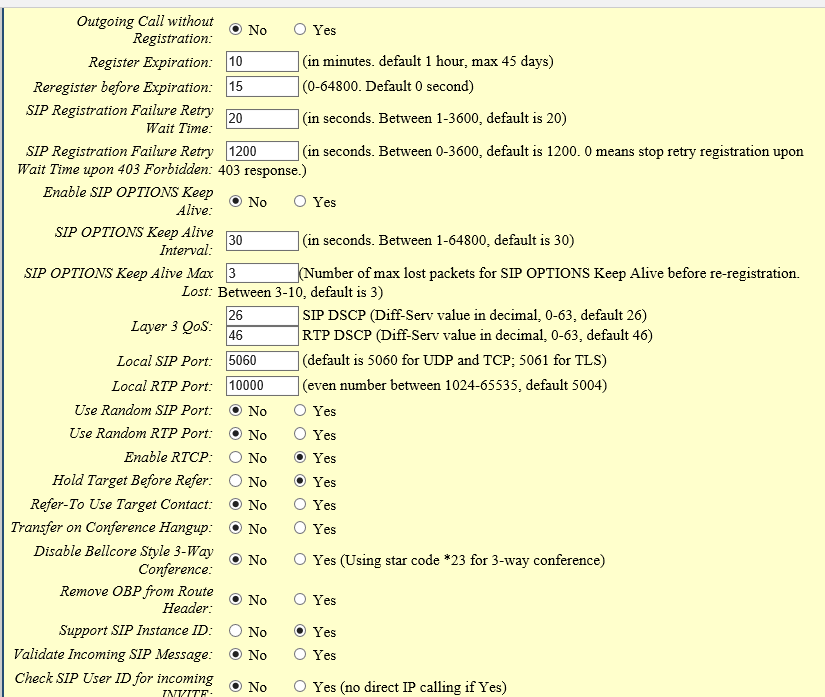 Outgoing Call without
Registration: No Yes
Register Expiration: 10 (in minutes. default 1 hour, max 45 days)
Reregister before Expiration: 15 (0-64800. Default 0 second)
SIP Registration Failure Retry
Wait Time: 20 (in seconds. Between 1-3600, default is 20)
SIP Registration Failure Retry 1200 (in seconds. Between 0-3600, default is 1200. 0 means stop retry registration upon
Wait Time upon 403 Forbidden: 403 response.)
Enable SIP OPTIONS Keep
Alive: No Yes
SIP OPTIONS Keep Alive
Interval: 30 (in seconds. Between 1-64800, default is 30)
SIP OPTIONS Keep Alive Max 3 (Number of max lost packets for SIP OPTIONS Keep Alive before re-registration.
Lost: Between 3-10, default is 3)
Layer 3 QoS: 26 SIP DSCP (Diff-Serv value in decimal, 0-63, default 26)
46 RTP DSCP (Diff-Serv value in decimal, 0-63, default 46)
Local SIP Port: 5060 (default is 5060 for UDP and TCP; 5061 for TLS)
Local RTP Port: 10000 (even number between 1024-65535, default 5004)
Use Random SIP Port: No Yes
Use Random RTP Port: No Yes
Enable RTCP: No Yes
Hold Target Before Refer: No Yes
Refer-To Use Target Contact: No Yes
Transfer on Conference Hangup: No Yes
Disable Bellcore Style 3-Way
Conference: No Yes (Using star code *23 for 3-way conference)
Remove OBP from Route
Header: No Yes
Support SIP Instance ID: No Yes
Validate Incoming SIP Message: No Yes
Check SIP User ID for incoming
INVITE: No Yes (no direct IP calling if Yes)